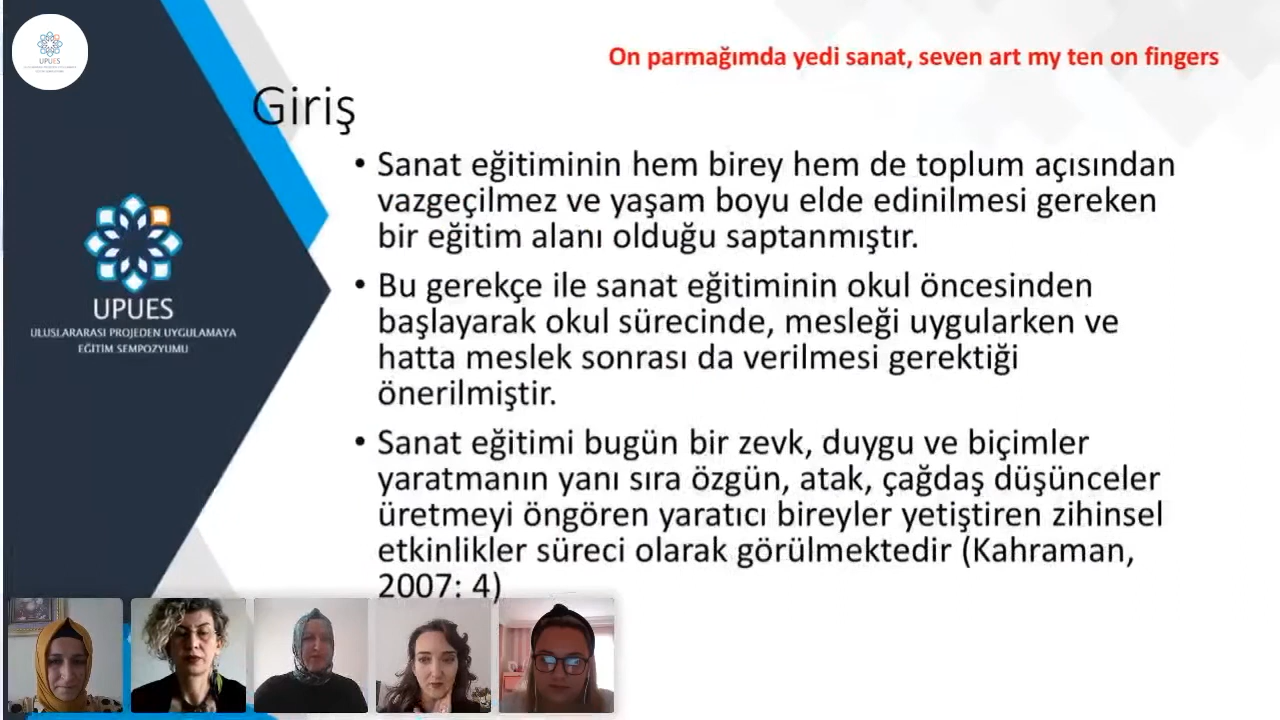 UPUES
On parmağımda yedi sanat, seven art my ten on fingers
Giriş
• Sanat eğitiminin hem birey hem de toplum açısından
vazgeçilmez ve yaşam boyu elde edinilmesi gereken
bir eğitim alanı olduğu saptanmıştır.
• Bu gerekçe ile sanat eğitiminin okul öncesinden
başlayarak okul sürecinde, mesleği uygularken ve
hatta meslek sonrası da verilmesi gerektiği
önerilmiştir.
• Sanat eğitimi bugün bir zevk, duygu ve biçimler
yaratmanın yanı sıra özgün, atak, çağdaş düşünceler
üretmeyi öngören yaratıcı bireyler yetiştiren zihinsel
etkinlikler süreci olarak görülmektedir (Kahraman,
2007: 4)
UPUES
ULUSLARARASI PROJEDEN UYGULAMAYA
EĞİTİM SEMPOZYUMU